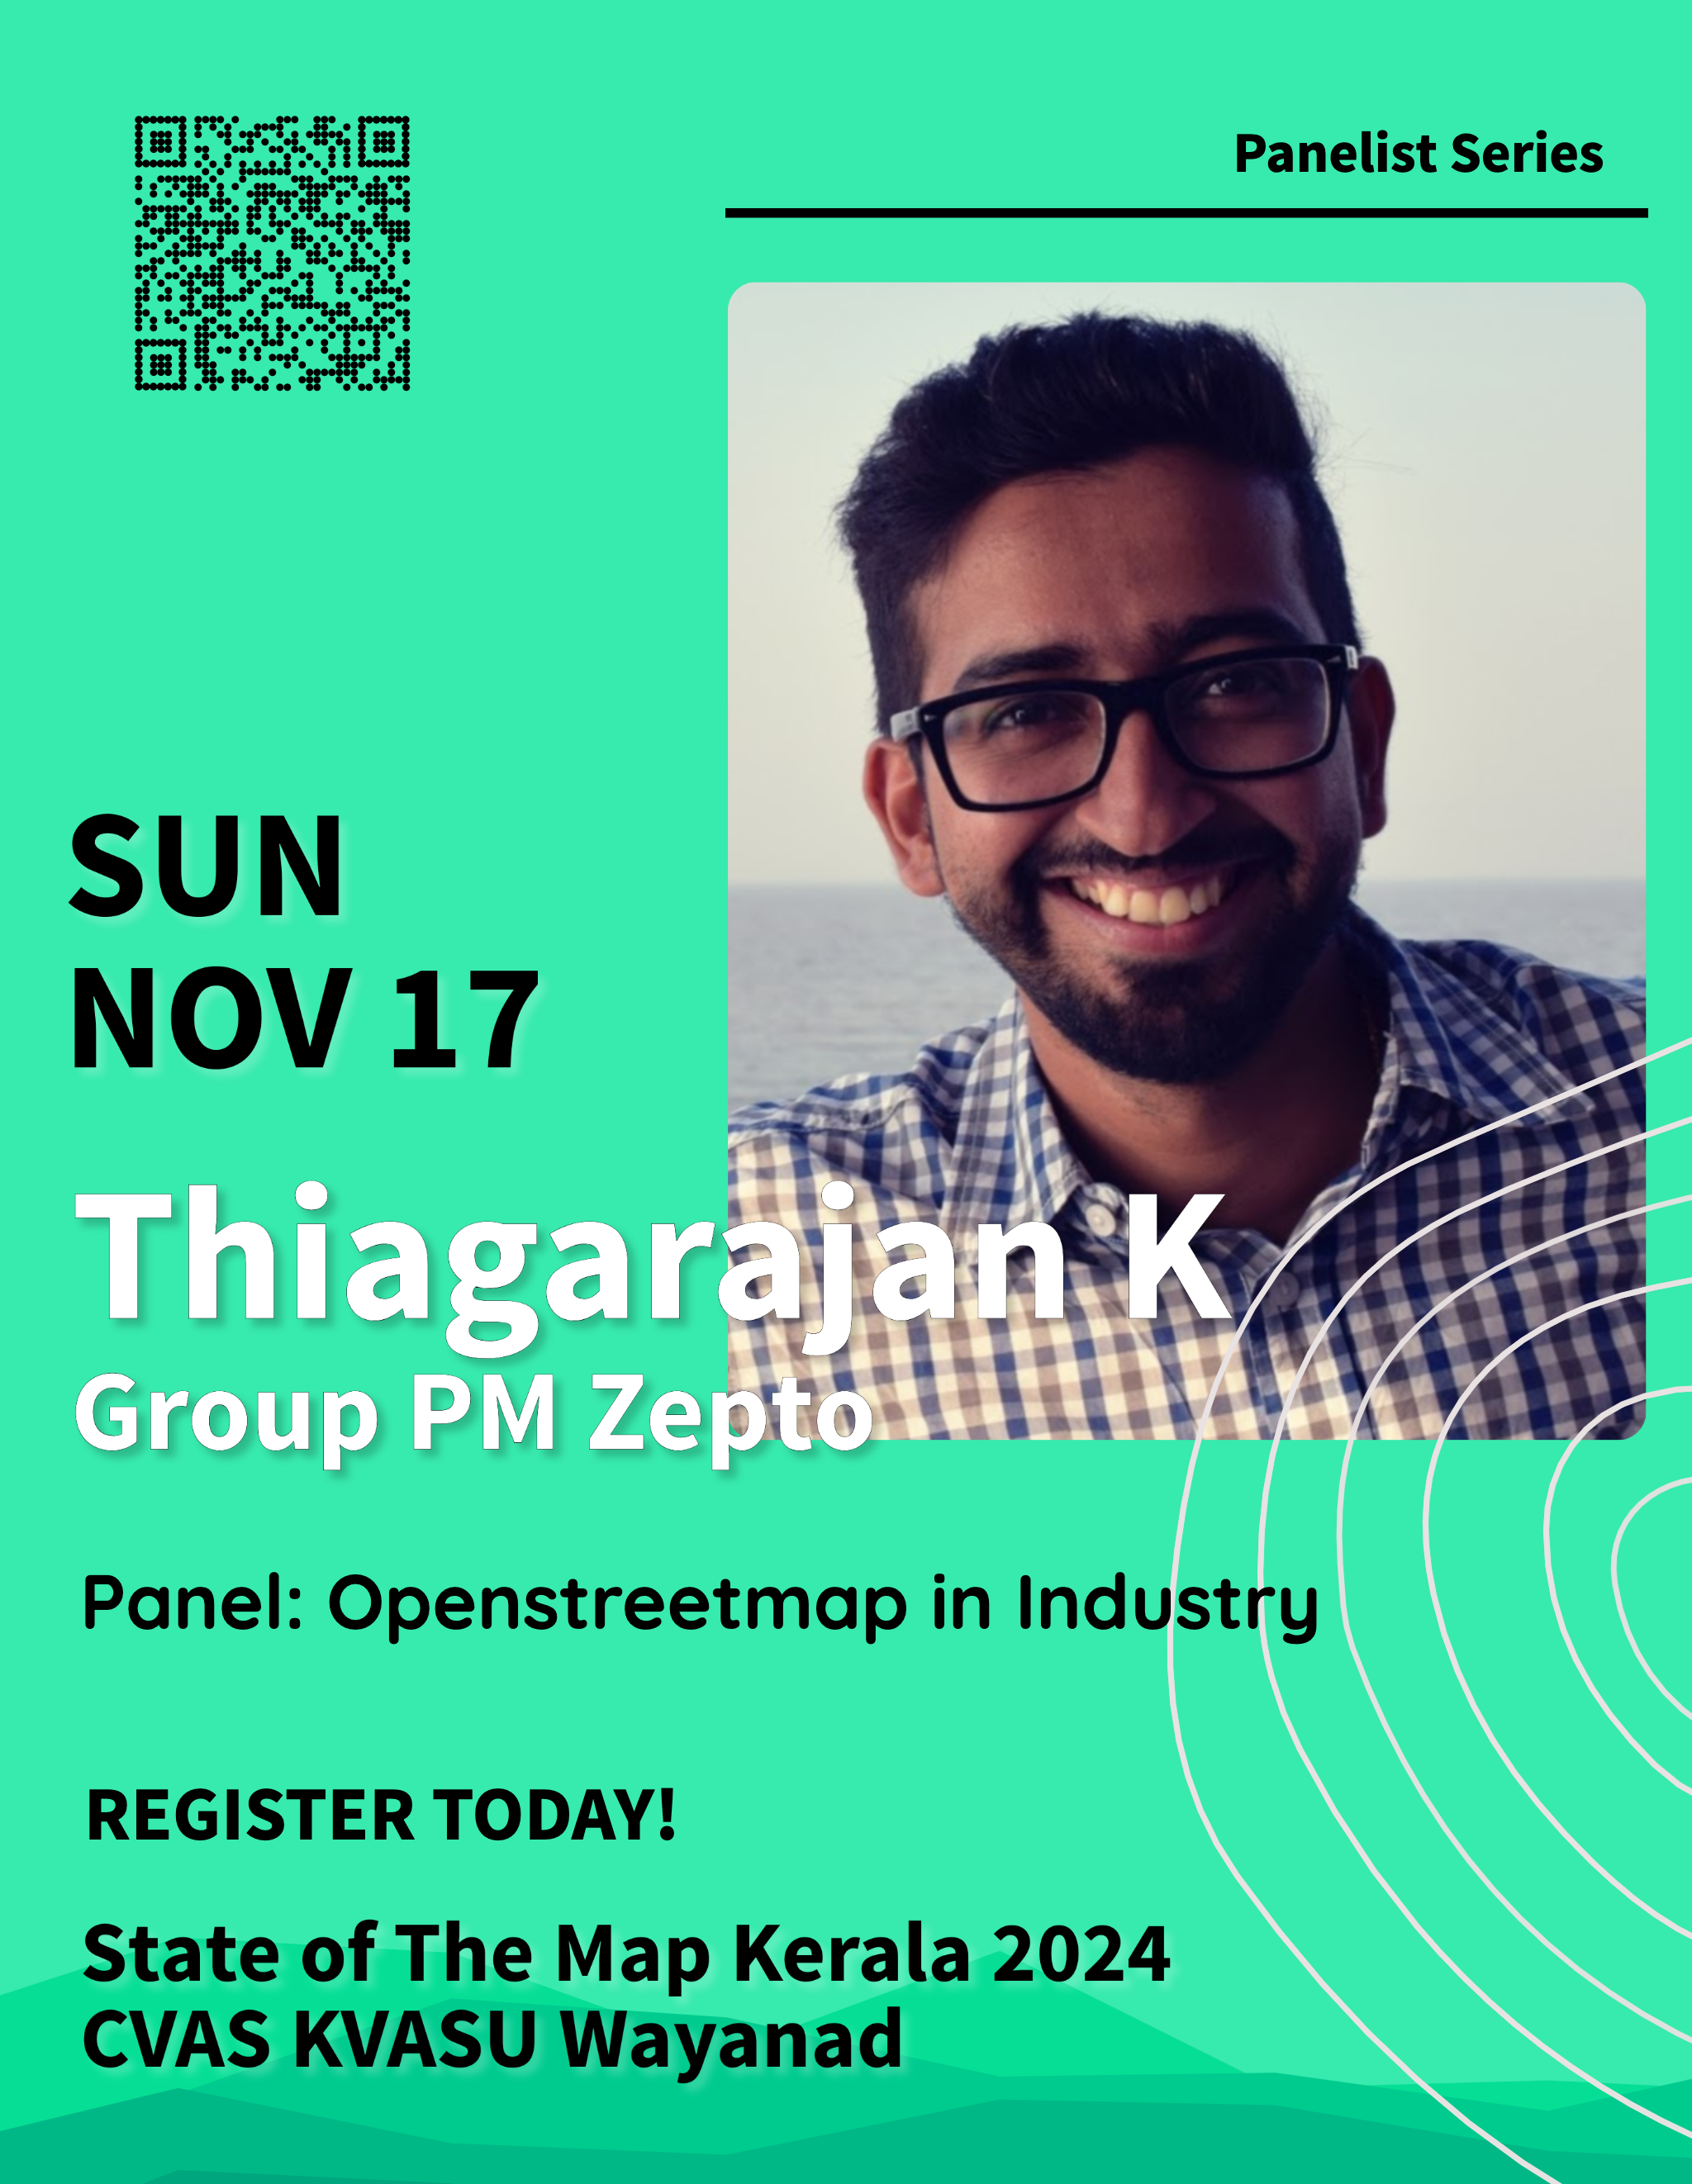 Panelist Series
SUN
NOV 17
Thiagarajan K
Group PM Zepto
Panel: Openstreetmap in Industry
REGISTER TODAY!
State of The Map Kerala 2024
CVAS KVASU Wayanad